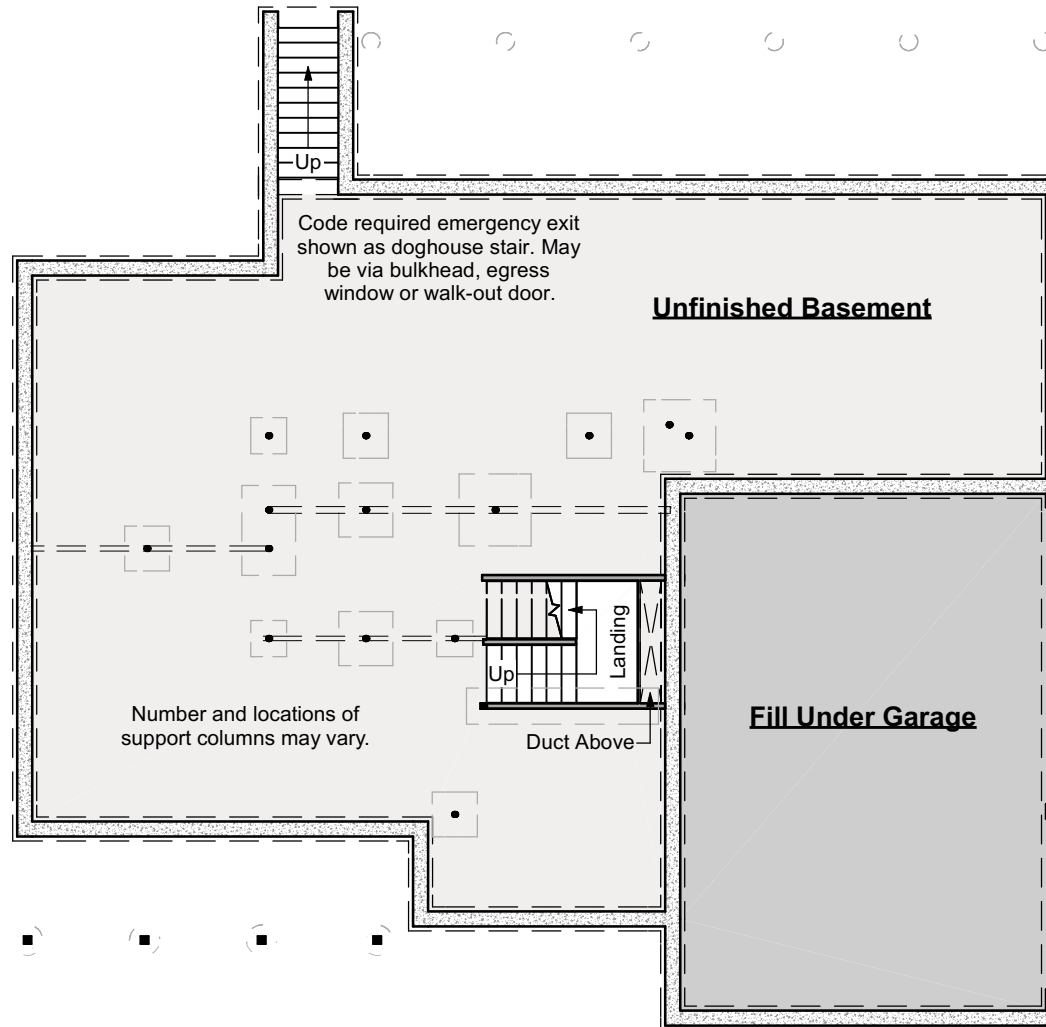 Up
Code required emergency exit
shown as doghouse stair. May
be via bulkhead, egress
window or walk-out door.
Unfinished Basement
Landing
Up
Number and locations of
support columns may vary.
Fill Under Garage
Duct Above